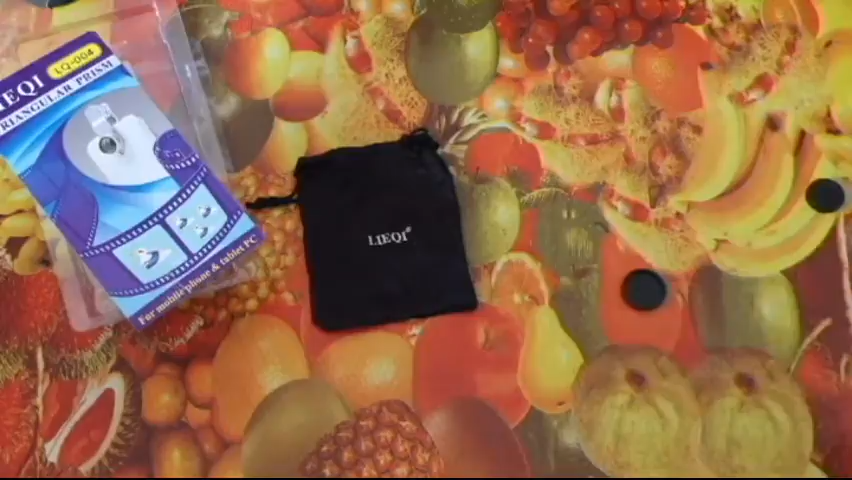 IEQI
LQ-004
RIANGULAR PRISM
For mobile phone & tablet PC
LIEQI®